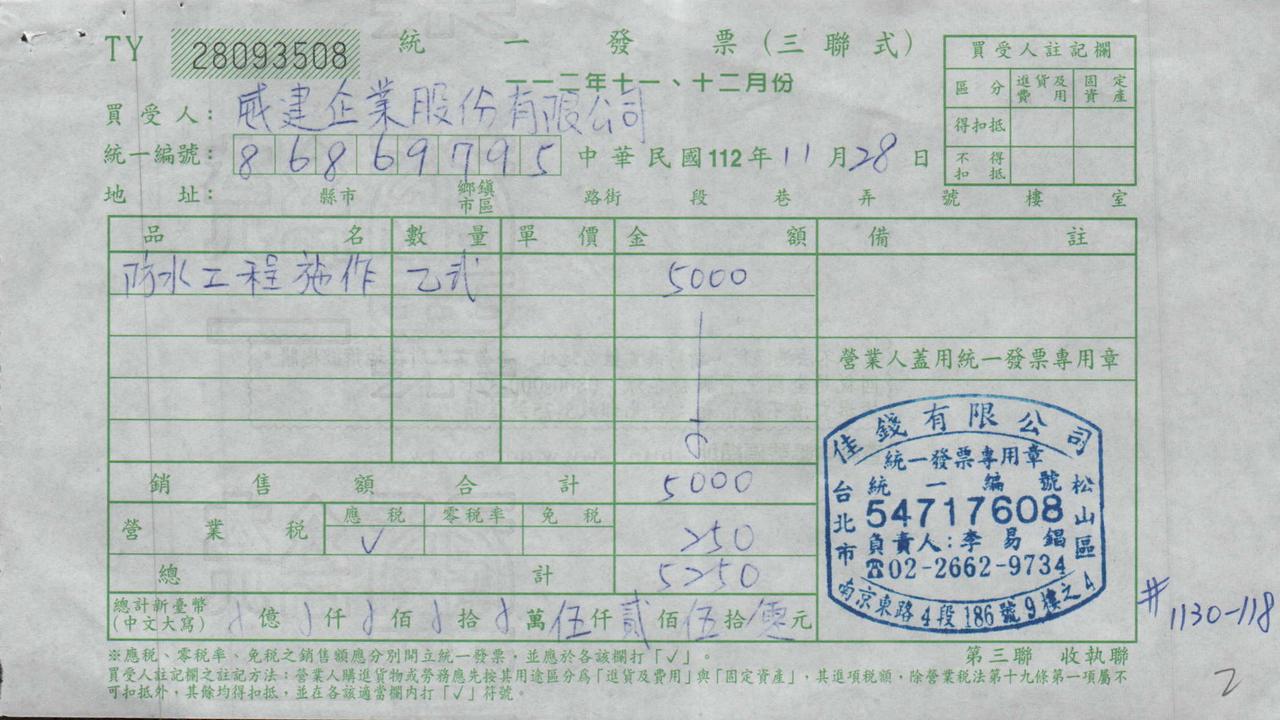 TY 28093508 統一發票(三聯式)
一一二年十一、十二月份
買受人註記欄
區分 進貨及費用 固定資產
得扣抵
不得扣抵
買受人:威建企業股份有限公司
統一編號:86869795 中華民國112年11月28日
地址: 縣市 鄉鎮市區 路街 段 巷 弄 號 樓 室
品名 數量 單價 金額 備註
防水工程施作 乙式 5000
營業人蓋用統一發票專用章
銷售額合計 5000
營業稅 應稅 零稅率 免稅
✓ 250
總計 5250
總計新臺幣(中文大寫) 億 仟 佰 拾 萬 伍仟 貳佰 伍拾 零元
佳錢有限公司
統一發票專用章
統一編號
54717608
負責人:李易錩
☎02-2662-9734
台北市 松山區
南京東路4段186號9樓之4
#1130-118
※應稅、零稅率、免稅之銷售額應分別開立統一發票,並應於各該欄打「✓」。
第三聯 收執聯
買受人註記欄之註記方法:營業人購進貨物或勞務應先按其用途區分為「進貨及費用」與「固定資產」,其進項稅額,除營業稅法第十九條第一項屬不
可扣抵外,其餘均得扣抵,並在各該適當欄內打「✓」符號。
2